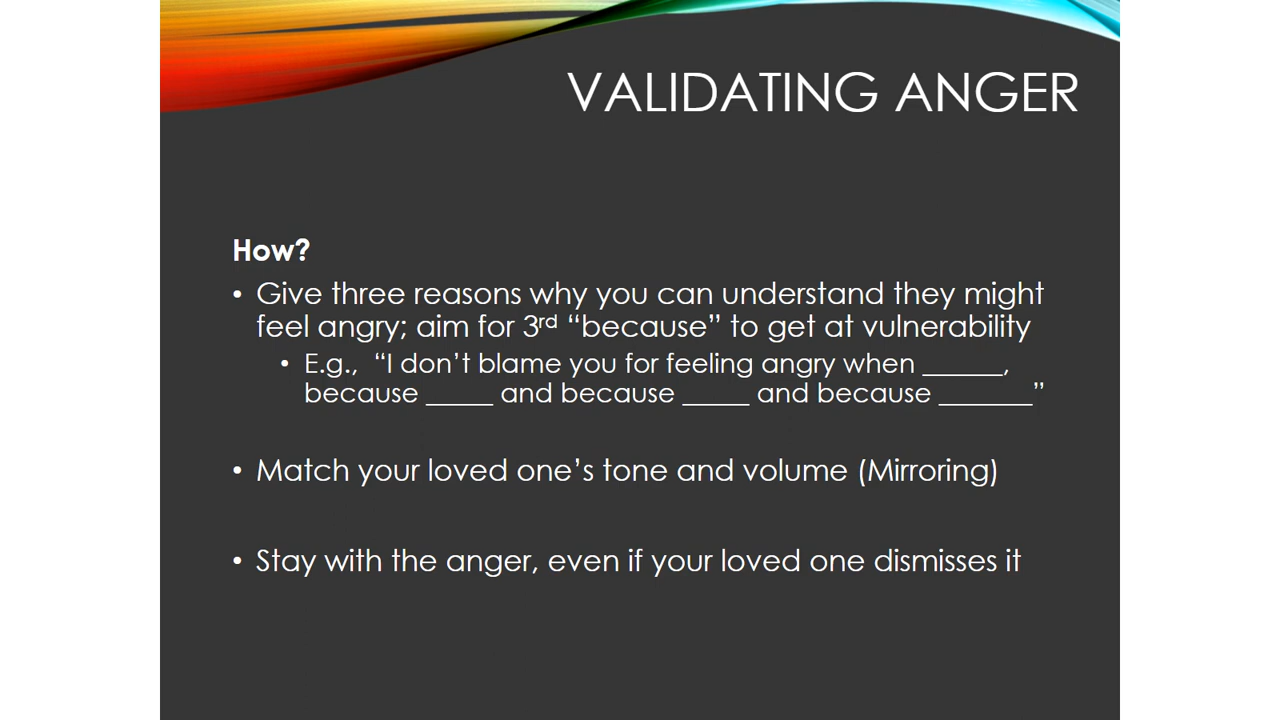 VALIDATING ANGER
How?
• Give three reasons why you can understand they might
feel angry; aim for 3rd “because” to get at vulnerability
• E.g., “I don’t blame you for feeling angry when ______,
because _____ and because _____ and because _______”
• Match your loved one’s tone and volume (Mirroring)
• Stay with the anger, even if your loved one dismisses it